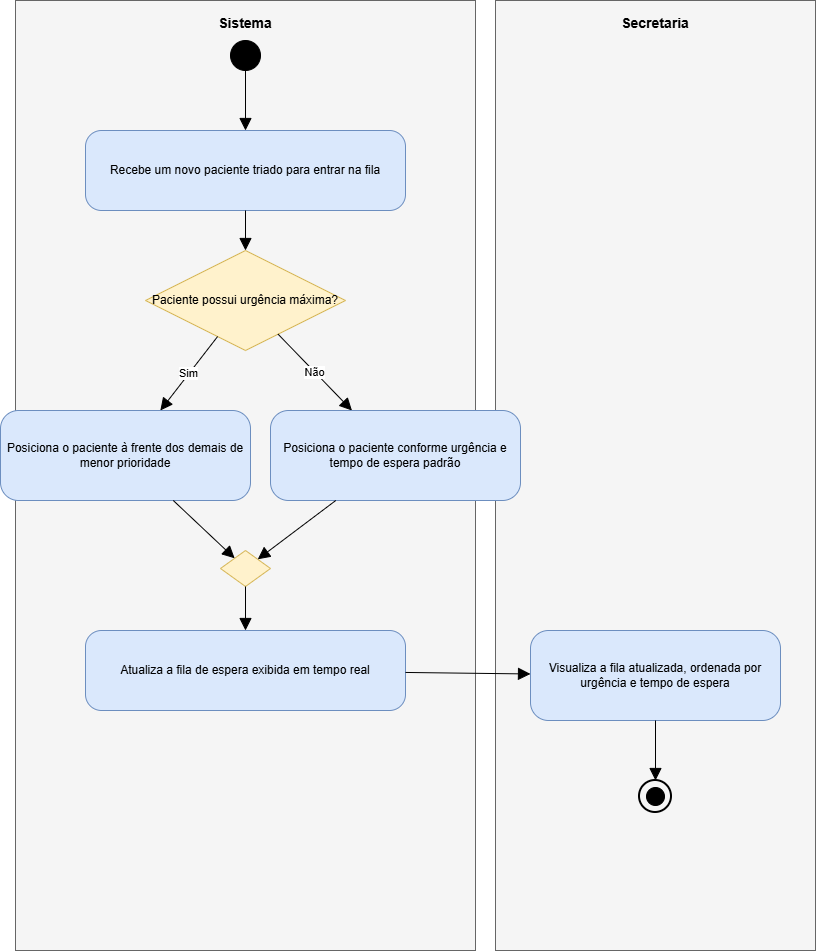 Sistema
Secretaria
Recebe um novo paciente triado para entrar na fila
Paciente possui urgência máxima?
Sim
Não
Posiciona o paciente à frente dos demais de
menor prioridade
Posiciona o paciente conforme urgência e
tempo de espera padrão
Atualiza a fila de espera exibida em tempo real
Visualiza a fila atualizada, ordenada por
urgência e tempo de espera